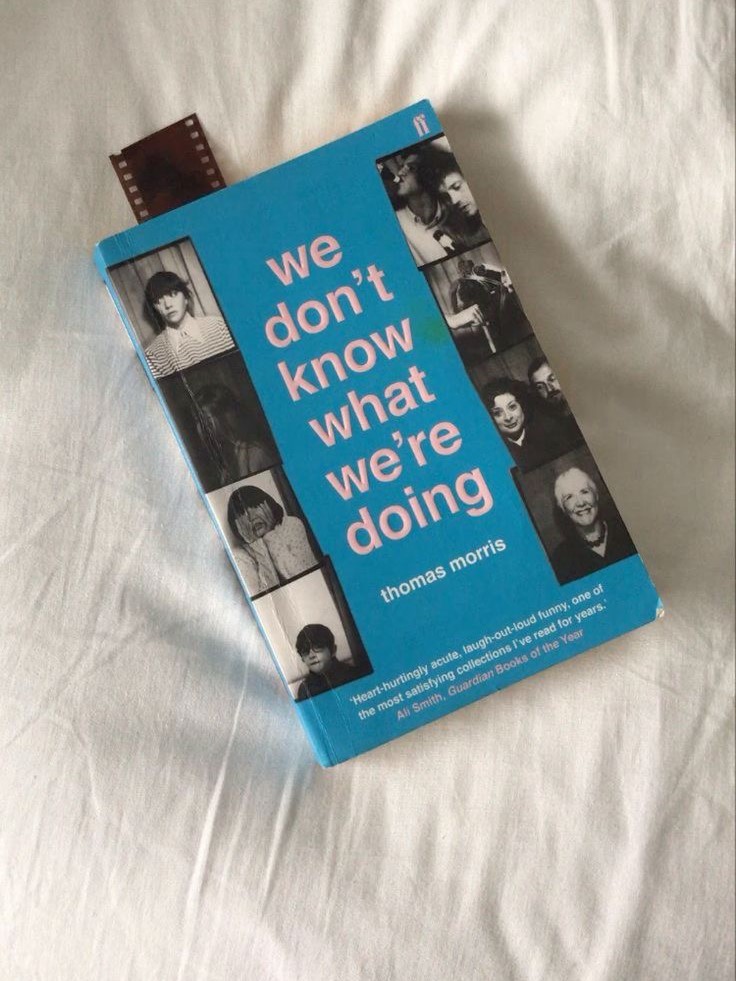 ff
we
don't
know
what
we're
doing
thomas morris
'Heart-hurtingly acute, laugh-out-loud funny, one of
the most satisfying collections I've read for years.'
Ali Smith, Guardian Books of the Year